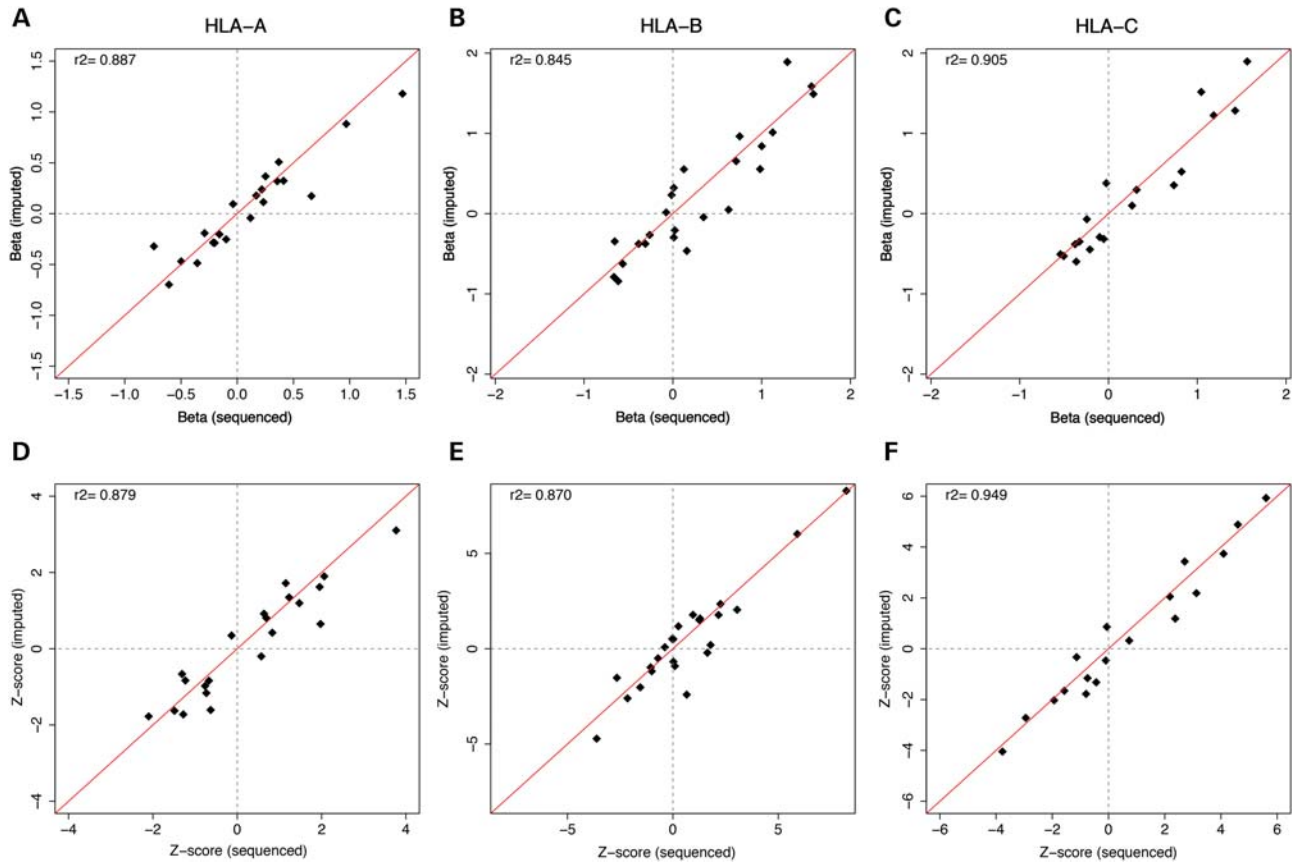 A
HLA−A
r2= 0.887
Beta (imputed)
1.5
1.0
0.5
0.0
−0.5
−1.0
−1.5
−1.5 −1.0 −0.5 0.0 0.5 1.0 1.5
Beta (sequenced)
B
HLA−B
r2= 0.845
Beta (imputed)
2
1
0
−1
−2
−2 −1 0 1 2
Beta (sequenced)
C
HLA−C
r2= 0.905
Beta (imputed)
2
1
0
−1
−2
−2 −1 0 1 2
Beta (sequenced)
D
r2= 0.879
Z−score (imputed)
4
2
0
−2
−4
−4 −2 0 2 4
Z−score (sequenced)
E
r2= 0.870
Z−score (imputed)
5
0
−5
−5 0 5
Z−score (sequenced)
F
r2= 0.949
Z−score (imputed)
6
4
2
0
−2
−4
−6
−6 −4 −2 0 2 4 6
Z−score (sequenced)